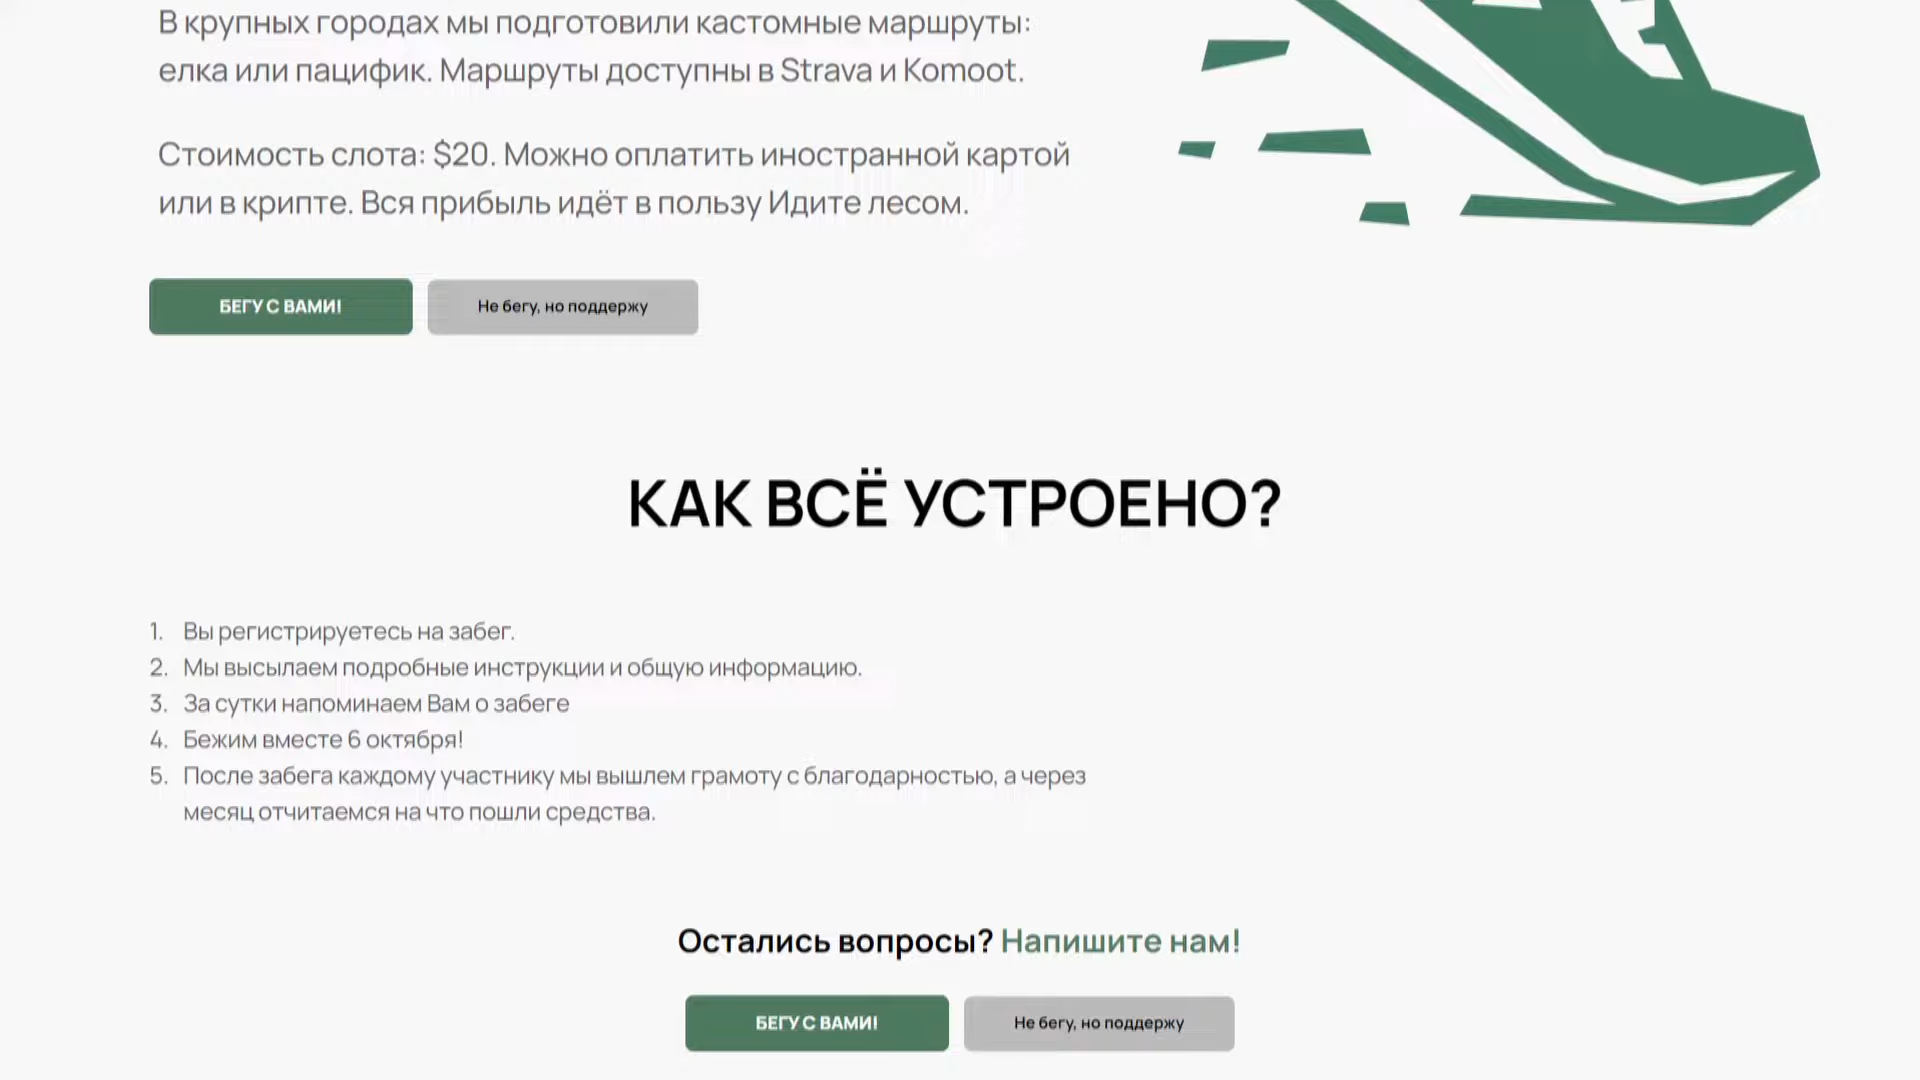 В крупных городах мы подготовили кастомные маршруты:
елка или пацифик. Маршруты доступны в Strava и Komoot.
Стоимость слота: $20. Можно оплатить иностранной картой
или в крипте. Вся прибыль идёт в пользу Идите лесом.
БЕГУ С ВАМИ!
Не бегу, но поддержу
КАК ВСЁ УСТРОЕНО?
1. Вы регистрируетесь на забег.
2. Мы высылаем подробные инструкции и общую информацию.
3. За сутки напоминаем Вам о забеге
4. Бежим вместе 6 октября!
5. После забега каждому участнику мы вышлем грамоту с благодарностью, а через
месяц отчитаемся на что пошли средства.
Остались вопросы? Напишите нам!
БЕГУ С ВАМИ!
Не бегу, но поддержу